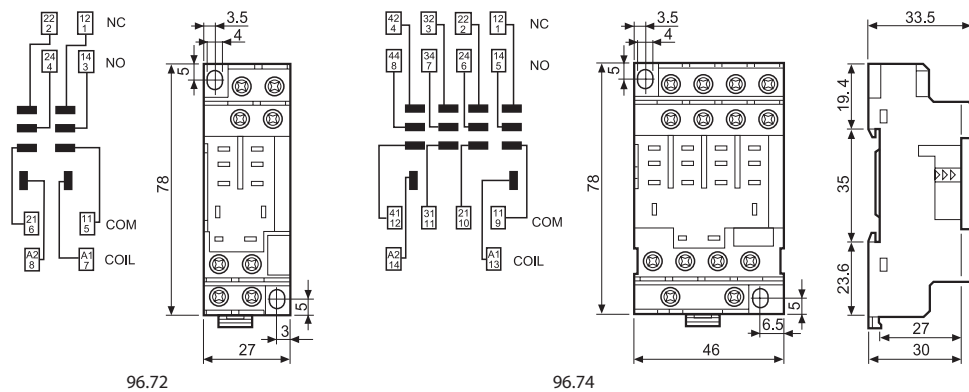 22 2 12 1 NC
24 4 14 3 NO
21 6 11 5 COM
A2 8 A1 7 COIL
3.5
4
5
78
5
3
27
96.72
42 4 32 3 22 2 12 1 NC
44 8 34 7 24 6 14 5 NO
41 12 31 11 21 10 11 9 COM
A2 14 A1 13 COIL
3.5
4
5
78
5
6.5
46
96.74
33.5
19.4
35
23.6
27
30